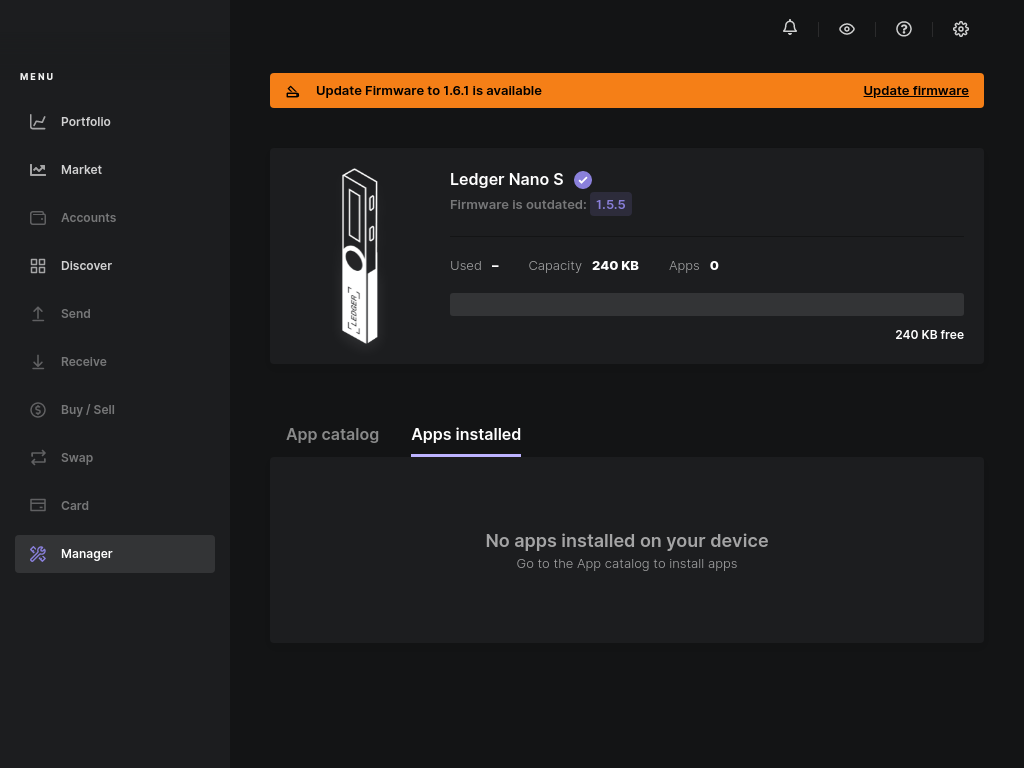 MENU
Portfolio
Market
Accounts
Discover
Send
Receive
Buy / Sell
Swap
Card
Manager
Update Firmware to 1.6.1 is available
Update firmware
Ledger Nano S
Firmware is outdated: 1.5.5
Used – Capacity 240 KB Apps 0
240 KB free
LEDGER
App catalog Apps installed
No apps installed on your device
Go to the App catalog to install apps